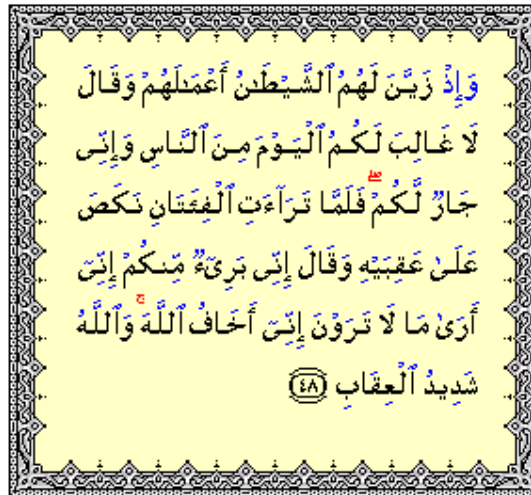 وَإِذْ زَيَّنَ لَهُمُ ٱلشَّيْطَـٰنُ أَعْمَـٰلَهُمْ وَقَالَ
لَا غَالِبَ لَكُمُ ٱلْيَوْمَ مِنَ ٱلنَّاسِ وَإِنِّى
جَارٌ لَّكُمْ ۖ فَلَمَّا تَرَآءَتِ ٱلْفِئَتَانِ نَكَصَ
عَلَىٰ عَقِبَيْهِ وَقَالَ إِنِّى بَرِىٓءٌ مِّنكُمْ إِنِّىٓ
أَرَىٰ مَا لَا تَرَوْنَ إِنِّىٓ أَخَافُ ٱللَّهَ ۚ وَٱللَّهُ
شَدِيدُ ٱلْعِقَابِ ﴿٤٨﴾